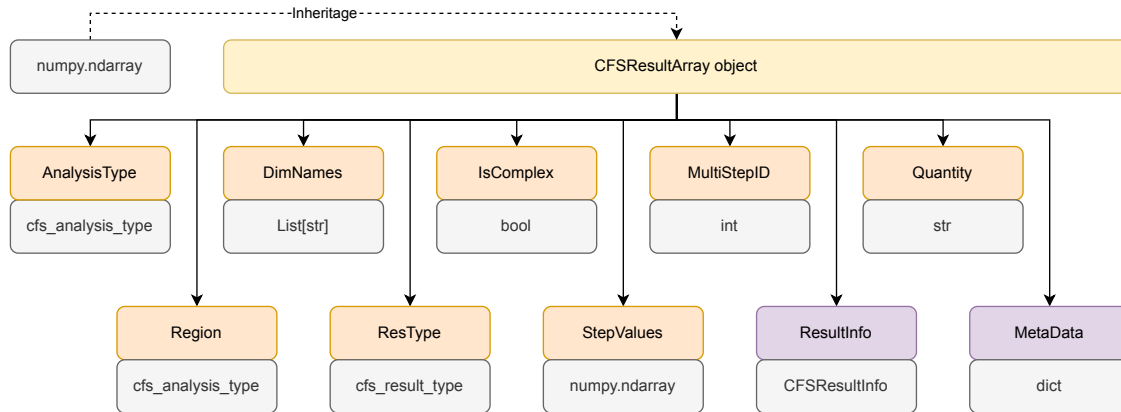 Inheritage
numpy.ndarray
CFSResultArray object
AnalysisType
DimNames
IsComplex
MultiStepID
Quantity
cfs_analysis_type
List[str]
bool
int
str
Region
ResType
StepValues
ResultInfo
MetaData
cfs_analysis_type
cfs_result_type
numpy.ndarray
CFSResultInfo
dict